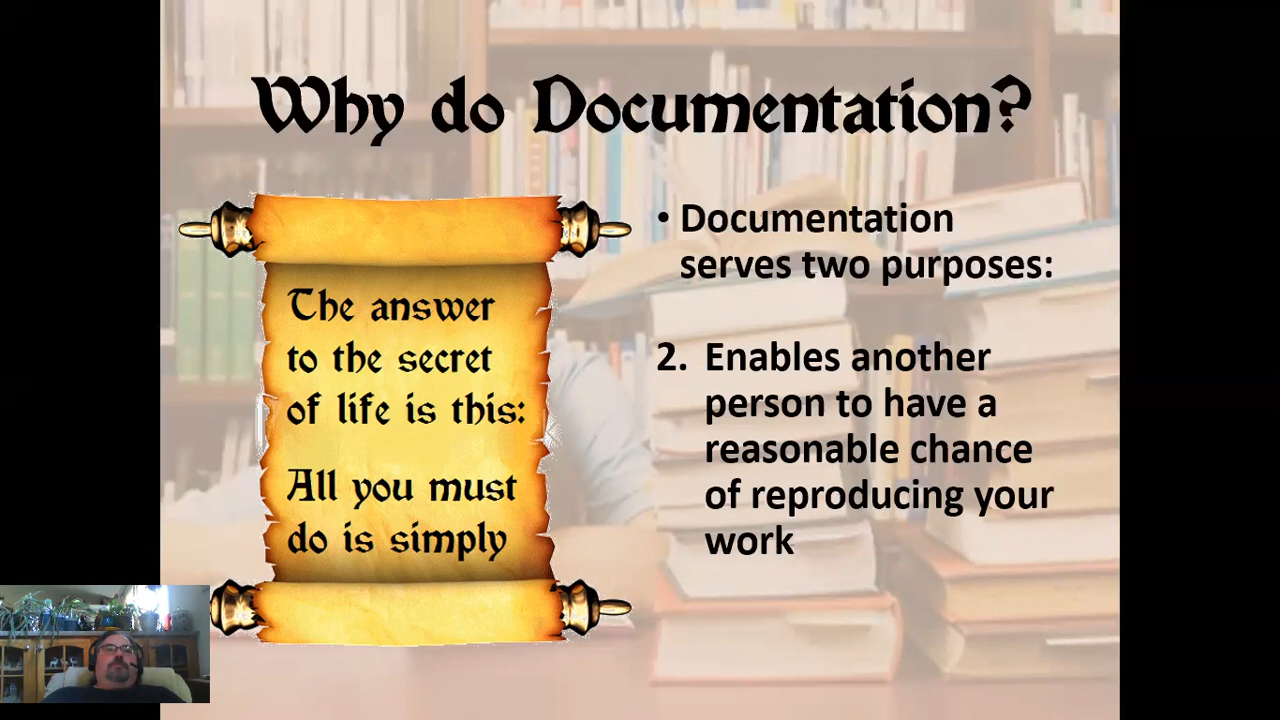 Why do Documentation?
The answer
to the secret
of life is this:
All you must
do is simply
• Documentation
serves two purposes:
2. Enables another
person to have a
reasonable chance
of reproducing your
work